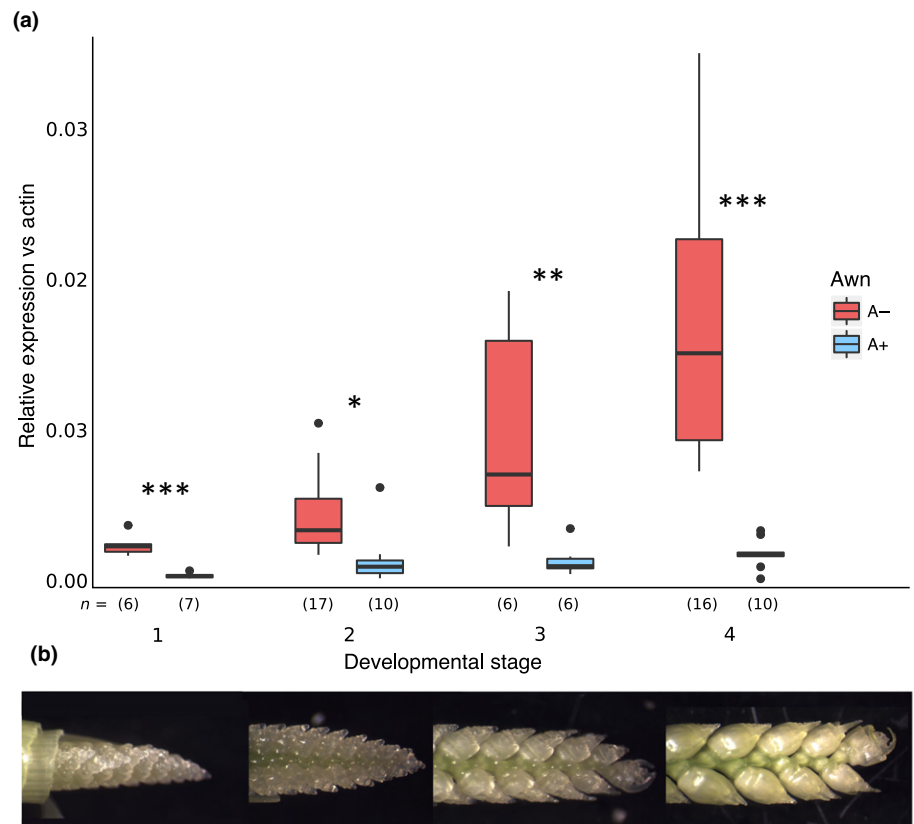 (a)
Relative expression vs actin
0.03
0.02
0.03
0.00
***
*
**
***
Awn
A−
A+
n = (6) (7) (17) (10) (6) (6) (16) (10)
1 2 3 4
Developmental stage
(b)